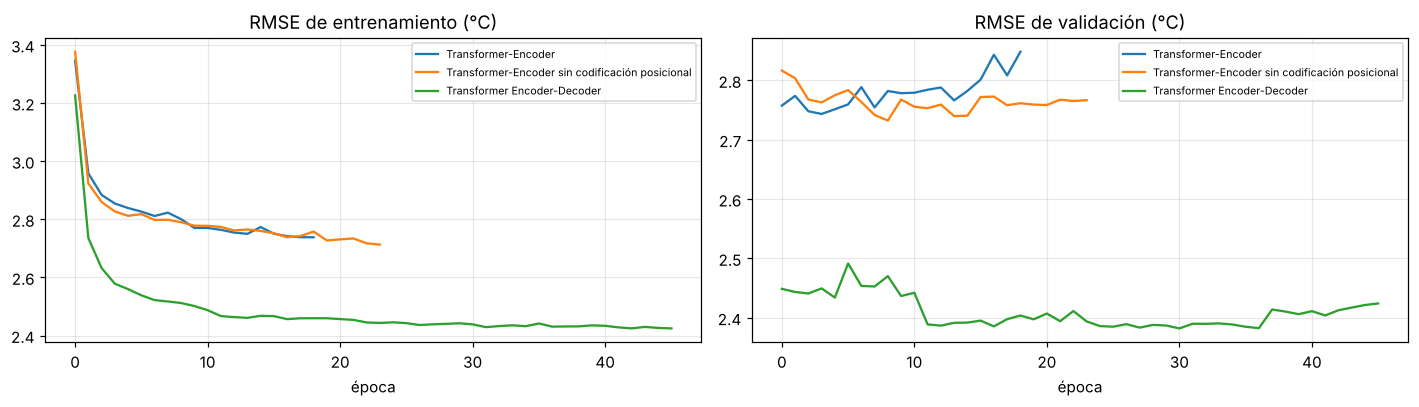 RMSE de entrenamiento (°C)
3.4
3.2
3.0
2.8
2.6
2.4
0
10
20
30
40
época
Transformer-Encoder
Transformer-Encoder sin codificación posicional
Transformer Encoder-Decoder
RMSE de validación (°C)
2.8
2.7
2.6
2.5
2.4
0
10
20
30
40
época
Transformer-Encoder
Transformer-Encoder sin codificación posicional
Transformer Encoder-Decoder